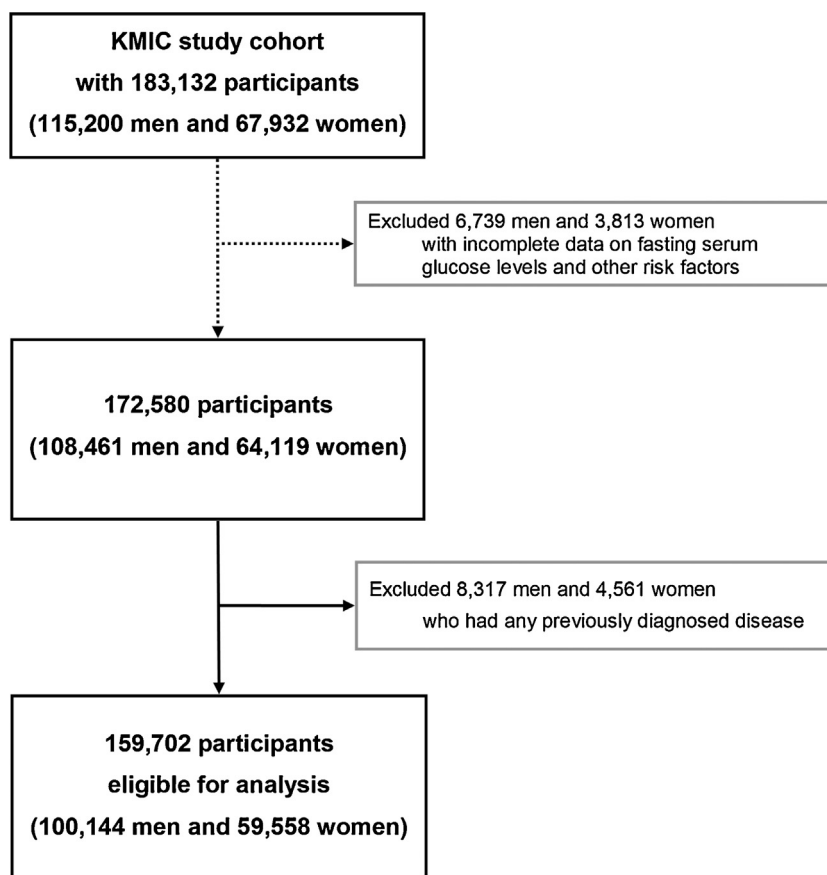 KMIC study cohort
with 183,132 participants
(115,200 men and 67,932 women)
Excluded 6,739 men and 3,813 women
with incomplete data on fasting serum
glucose levels and other risk factors
172,580 participants
(108,461 men and 64,119 women)
Excluded 8,317 men and 4,561 women
who had any previously diagnosed disease
159,702 participants
eligible for analysis
(100,144 men and 59,558 women)